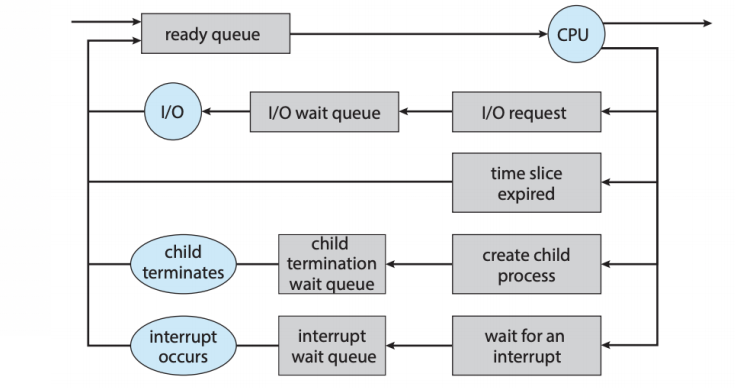 ready queue
CPU
I/O
I/O wait queue
I/O request
time slice
expired
child
terminates
child
termination
wait queue
create child
process
interrupt
occurs
interrupt
wait queue
wait for an
interrupt